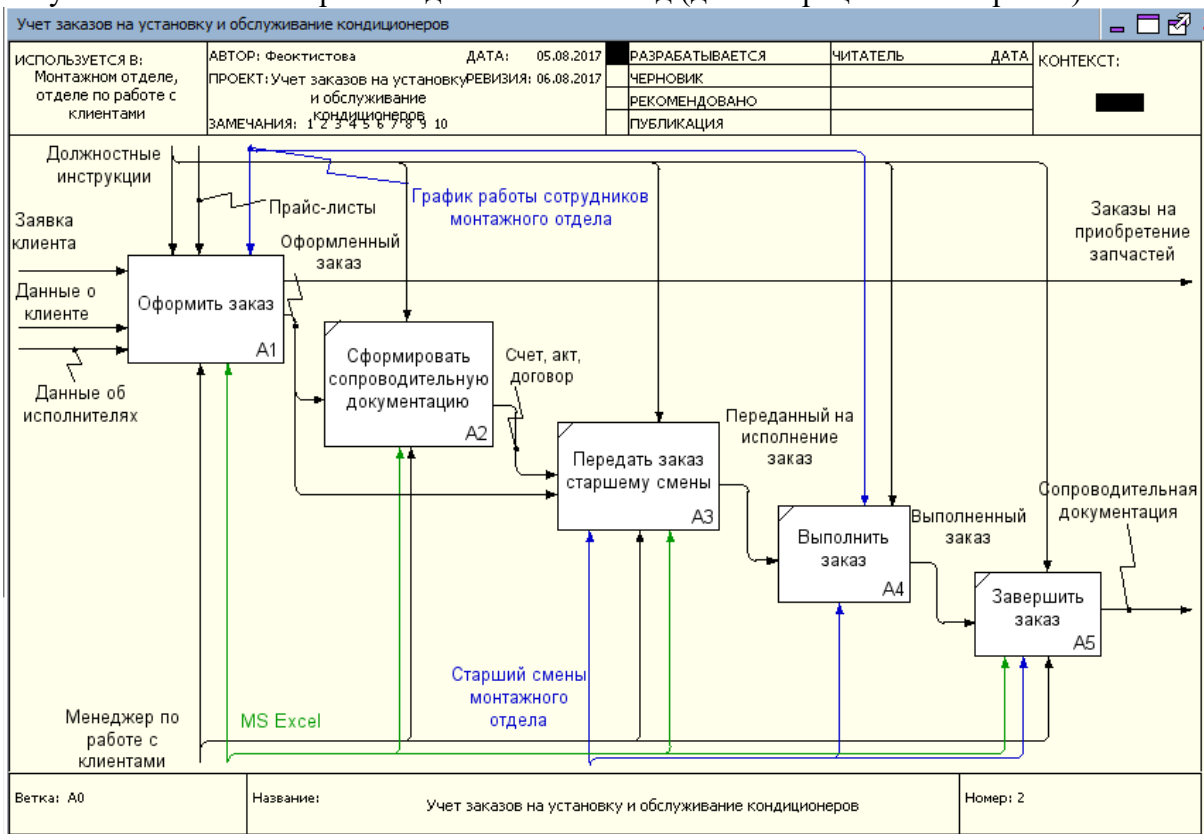 Учет заказов на установку и обслуживание кондиционеров
ИСПОЛЬЗУЕТСЯ В:
Монтажном отделе,
отделе по работе с
клиентами
АВТОР: Феоктистова
ДАТА: 05.08.2017
ПРОЕКТ: Учет заказов на установку
и обслуживание
кондиционеров
РЕВИЗИЯ: 06.08.2017
ЗАМЕЧАНИЯ: 1 2 3 4 5 6 7 8 9 10
РАЗРАБАТЫВАЕТСЯ
ЧЕРНОВИК
РЕКОМЕНДОВАНО
ПУБЛИКАЦИЯ
ЧИТАТЕЛЬ
ДАТА
КОНТЕКСТ:
Должностные
инструкции
Прайс-листы
График работы сотрудников
монтажного отдела
Заявка
клиента
Оформленный
заказ
Заказы на
приобретение
запчастей
Данные о
клиенте
Оформить заказ
A1
Данные об
исполнителях
Сформировать
сопроводительную
документацию
A2
Счет, акт,
договор
Передать заказ
старшему смены
A3
Переданный на
исполнение
заказ
Выполнить
заказ
A4
Выполненный
заказ
Сопроводительная
документация
Завершить
заказ
A5
Старший смены
монтажного
отдела
Менеджер по
работе с
клиентами
MS Excel
Ветка: A0
Название:
Учет заказов на установку и обслуживание кондиционеров
Номер: 2